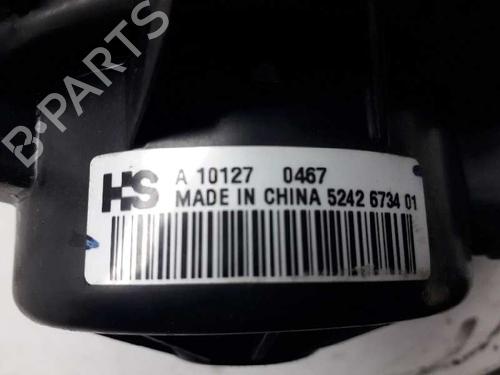 B-PARTS
HS A 10127 0467
MADE IN CHINA 5242 6734 01